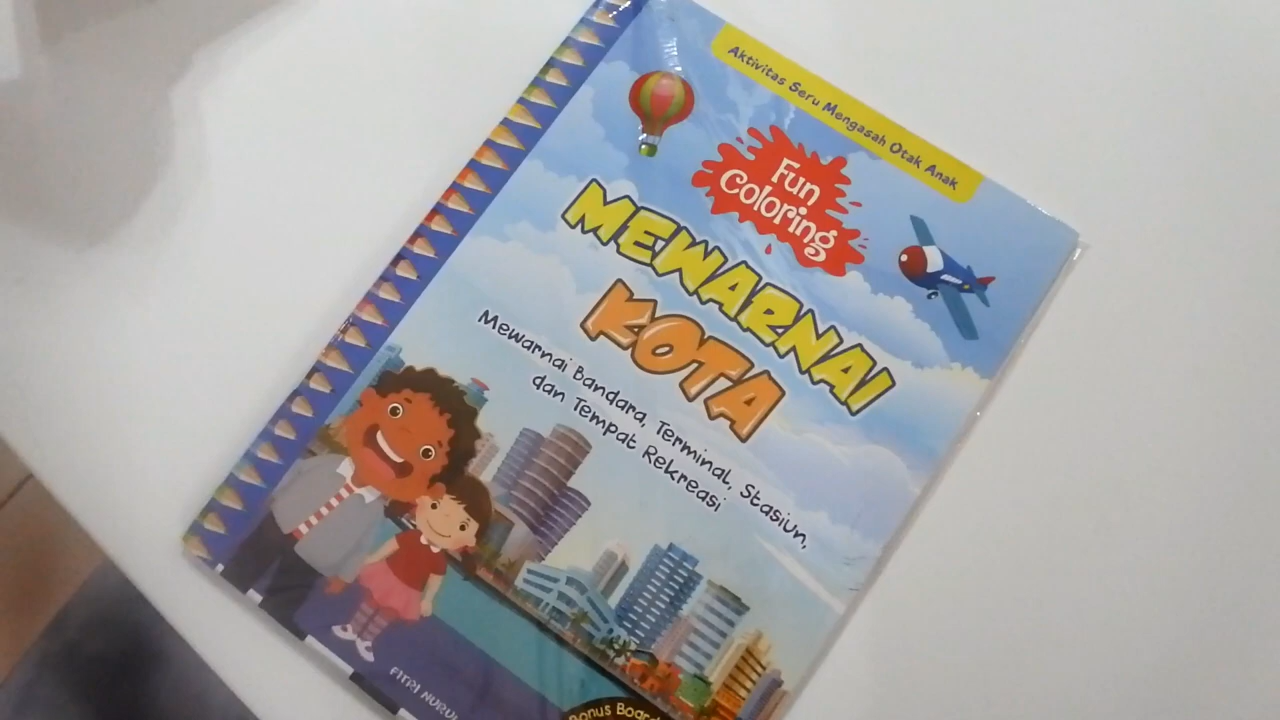 Aktivitas Seru Mengasah Otak Anak
Fun
Coloring
MEWARNAI
KOTA
Mewarnai Bandara, Terminal, Stasiun,
dan Tempat Rekreasi
FITRI NURUL
Bonus Board